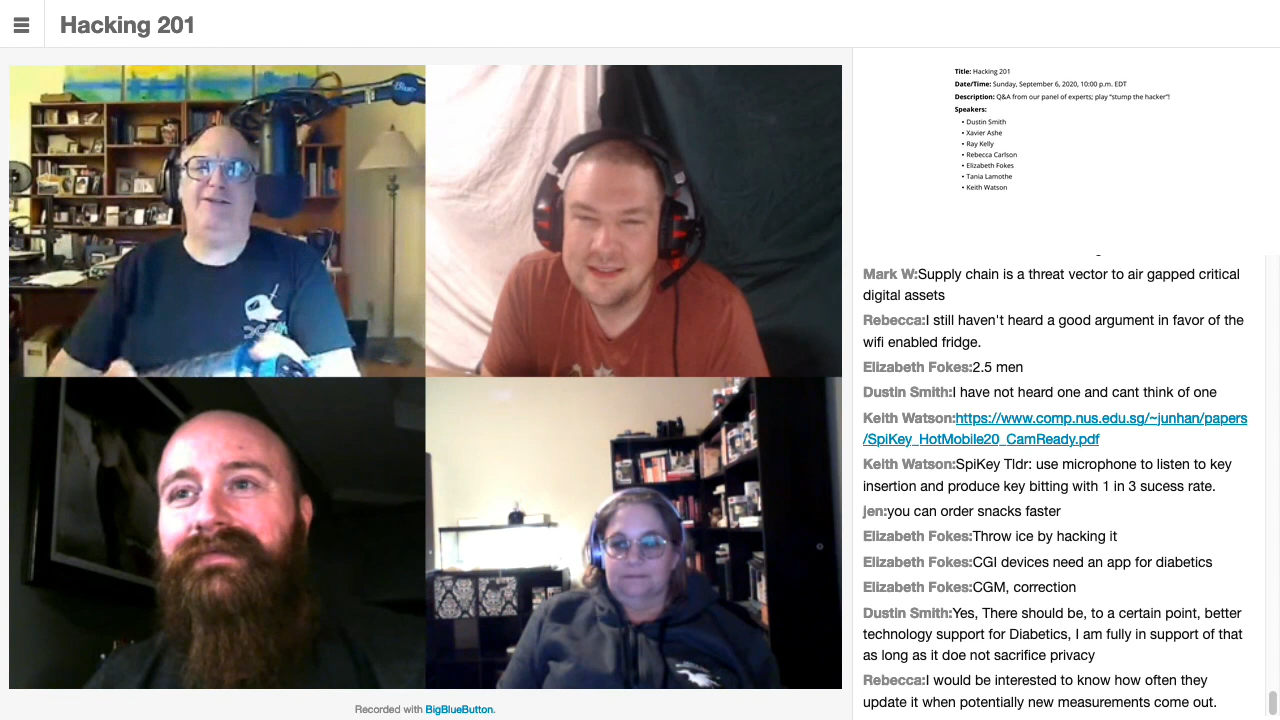 Hacking 201
Title: Hacking 201
Date/Time: Sunday, September 6, 2020, 10:00 p.m. EDT
Description: Q&A from our panel of experts; play "stump the hacker"!
Speakers:
• Dustin Smith
• Xavier Ashe
• Ray Kelly
• Rebecca Carlson
• Elizabeth Fokes
• Tania Lamothe
• Keith Watson
Mark W:Supply chain is a threat vector to air gapped critical
digital assets
Rebecca:I still haven't heard a good argument in favor of the
wifi enabled fridge.
Elizabeth Fokes:2.5 men
Dustin Smith:I have not heard one and cant think of one
Keith Watson:https://www.comp.nus.edu.sg/~junhan/papers
/SpiKey_HotMobile20_CamReady.pdf
Keith Watson:SpiKey Tldr: use microphone to listen to key
insertion and produce key bitting with 1 in 3 sucess rate.
jen:you can order snacks faster
Elizabeth Fokes:Throw ice by hacking it
Elizabeth Fokes:CGI devices need an app for diabetics
Elizabeth Fokes:CGM, correction
Dustin Smith:Yes, There should be, to a certain point, better
technology support for Diabetics, I am fully in support of that
as long as it doe not sacrifice privacy
Rebecca:I would be interested to know how often they
update it when potentially new measurements come out.
Recorded with BigBlueButton.